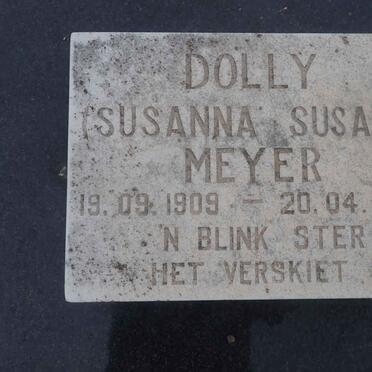 DOLLY
(SUSANNA SUSA
MEYER
19.09.1909 — 20.04.
'N BLINK STER
HET VERSKIET